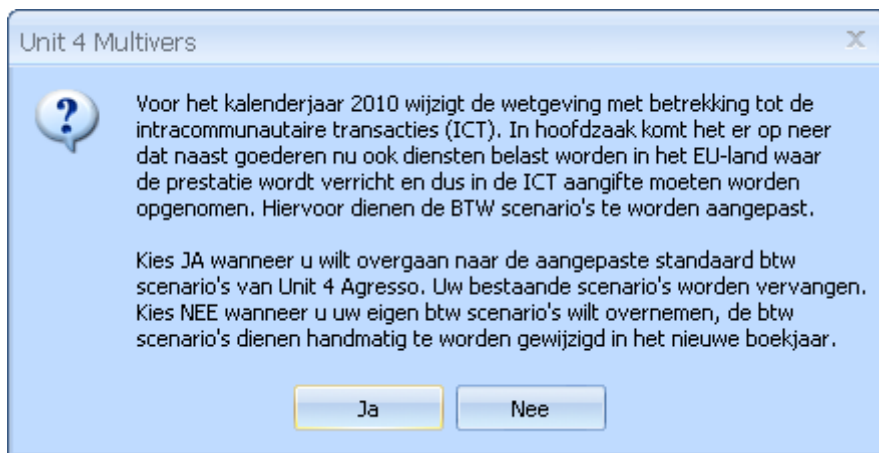 Unit 4 Multivers
Voor het kalenderjaar 2010 wijzigt de wetgeving met betrekking tot de
intracommunautaire transacties (ICT). In hoofdzaak komt het er op neer
dat naast goederen nu ook diensten belast worden in het EU-land waar
de prestatie wordt verricht en dus in de ICT aangifte moeten worden
opgenomen. Hiervoor dienen de BTW scenario's te worden aangepast.
Kies JA wanneer u wilt overgaan naar de aangepaste standaard btw
scenario's van Unit 4 Agresso. Uw bestaande scenario's worden vervangen.
Kies NEE wanneer u uw eigen btw scenario's wilt overnemen, de btw
scenario's dienen handmatig te worden gewijzigd in het nieuwe boekjaar.
Ja
Nee